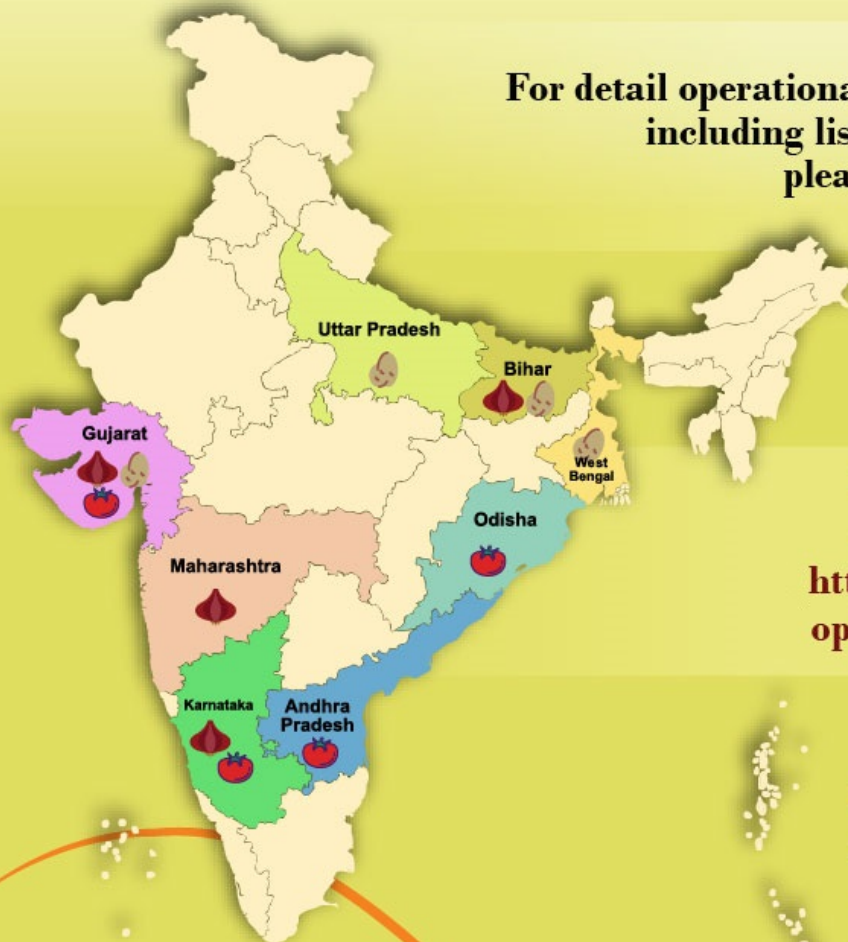 For detail operationa
including lis
plea
Uttar Pradesh
Bihar
Gujarat
West
Bengal
Odisha
Maharashtra
htt
op
Karnataka
Andhra
Pradesh